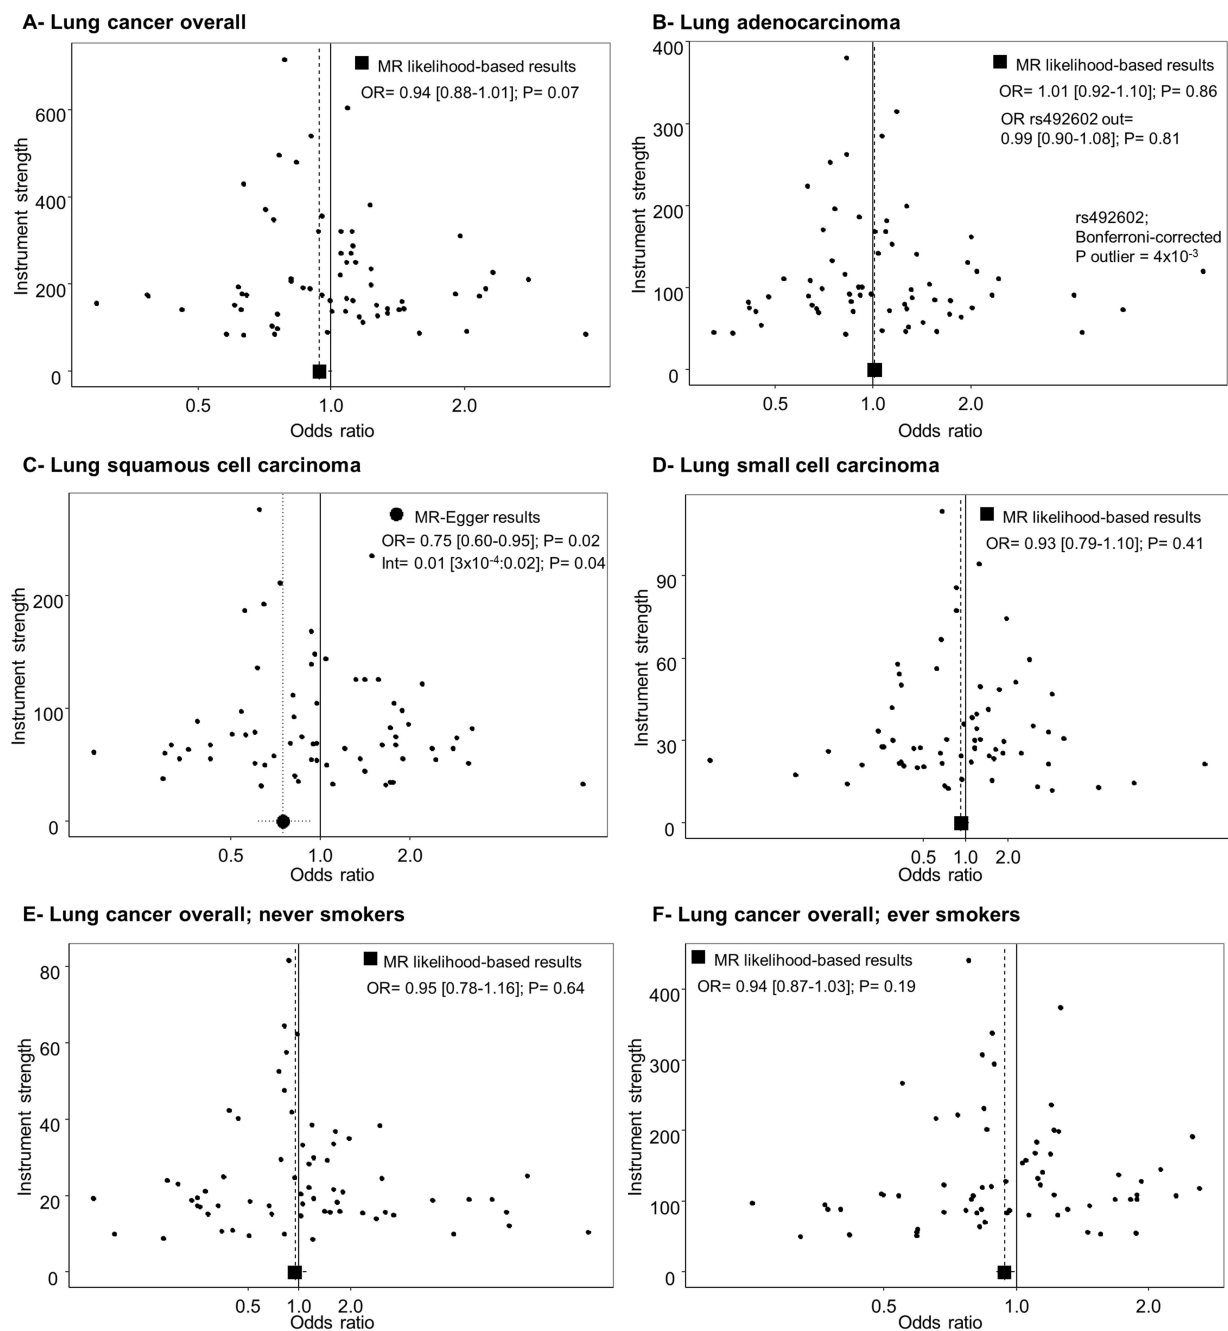 A- Lung cancer overall
MR likelihood-based results
OR= 0.94 [0.88-1.01]; P= 0.07
Instrument strength
600
400
200
0
0.5 1.0 2.0
Odds ratio
B- Lung adenocarcinoma
MR likelihood-based results
OR= 1.01 [0.92-1.10]; P= 0.86
OR rs492602 out=
0.99 [0.90-1.08]; P= 0.81
rs492602;
Bonferroni-corrected
P outlier = 4x10⁻³
Instrument strength
400
300
200
100
0
0.5 1.0 2.0
Odds ratio
C- Lung squamous cell carcinoma
MR-Egger results
OR= 0.75 [0.60-0.95]; P= 0.02
Int= 0.01 [3x10⁻⁴:0.02]; P= 0.04
Instrument strength
200
100
0
0.5 1.0 2.0
Odds ratio
D- Lung small cell carcinoma
MR likelihood-based results
OR= 0.93 [0.79-1.10]; P= 0.41
Instrument strength
90
60
30
0
0.5 1.0 2.0
Odds ratio
E- Lung cancer overall; never smokers
MR likelihood-based results
OR= 0.95 [0.78-1.16]; P= 0.64
Instrument strength
80
60
40
20
0
0.5 1.0 2.0
Odds ratio
F- Lung cancer overall; ever smokers
MR likelihood-based results
OR= 0.94 [0.87-1.03]; P= 0.19
Instrument strength
400
300
200
100
0
0.5 1.0 2.0
Odds ratio